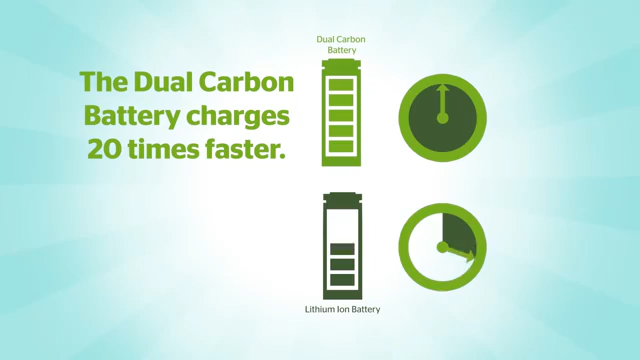 The Dual Carbon
Battery charges
20 times faster.
Dual Carbon
Battery
Lithium Ion Battery